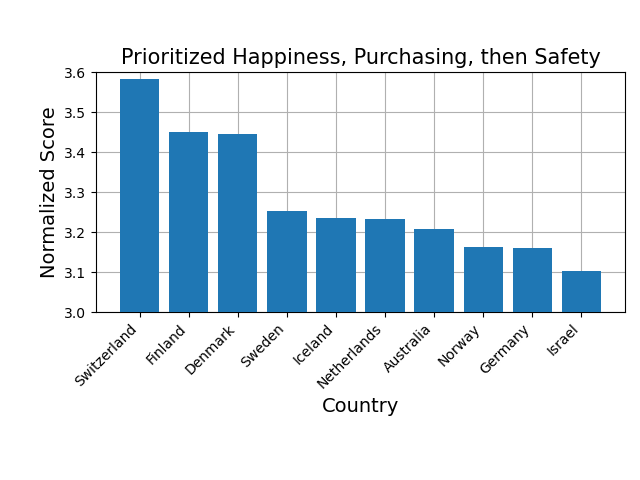 Prioritized Happiness, Purchasing, then Safety
Normalized Score
3.6
3.5
3.4
3.3
3.2
3.1
3.0
Switzerland
Finland
Denmark
Sweden
Iceland
Netherlands
Australia
Norway
Germany
Israel
Country